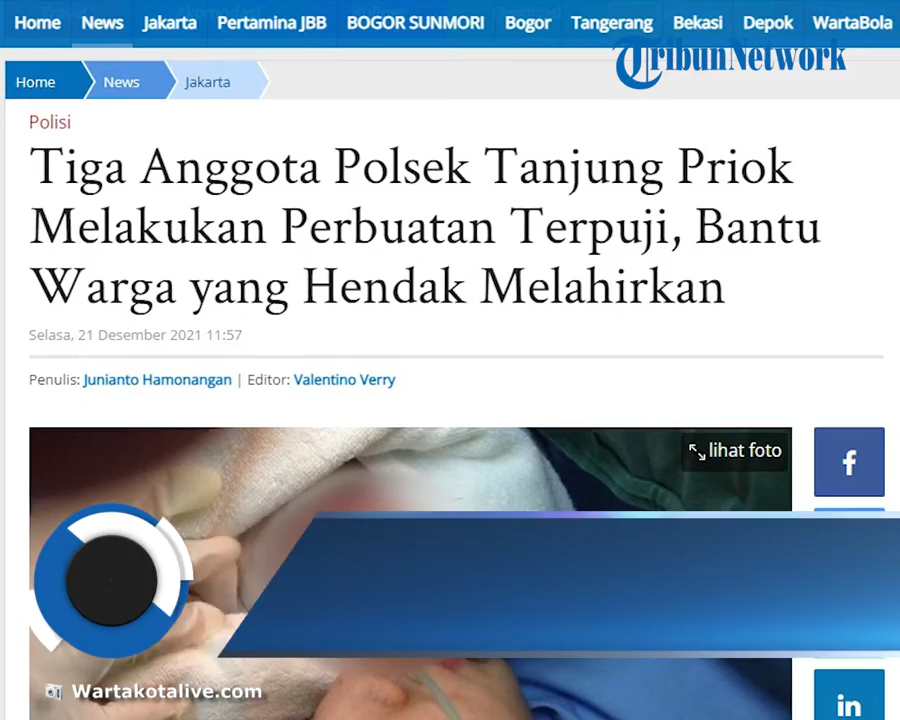 Home News Jakarta Pertamina JBB BOGOR SUNMORI Bogor Tangerang Bekasi Depok WartaBola
TribunNetwork
Home News Jakarta
Polisi
Tiga Anggota Polsek Tanjung Priok
Melakukan Perbuatan Terpuji, Bantu
Warga yang Hendak Melahirkan
Selasa, 21 Desember 2021 11:57
Penulis: Junianto Hamonangan | Editor: Valentino Verry
lihat foto
f
Wartakotalive.com
in